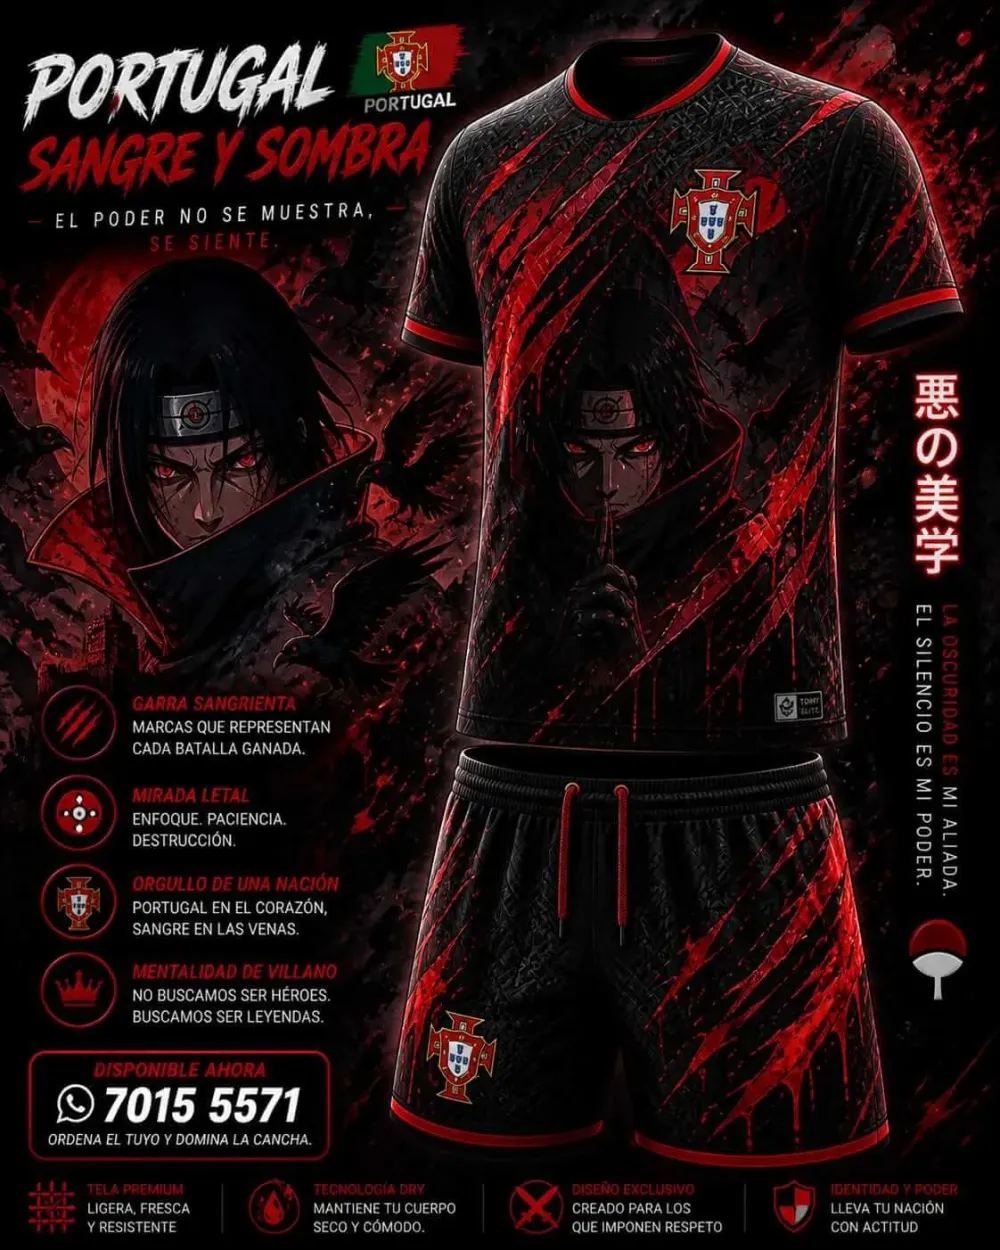 PORTUGAL
PORTUGAL
SANGRE Y SOMBRA
EL PODER NO SE MUESTRA,
SE SIENTE.
悪の美学
LA OSCURIDAD ES MI ALIADA.
EL SILENCIO ES MI PODER.
GARRA SANGRIENTA
MARCAS QUE REPRESENTAN
CADA BATALLA GANADA.
MIRADA LETAL
ENFOQUE. PACIENCIA.
DESTRUCCIÓN.
ORGULLO DE UNA NACIÓN
PORTUGAL EN EL CORAZÓN,
SANGRE EN LAS VENAS.
MENTALIDAD DE VILLANO
NO BUSCAMOS SER HÉROES.
BUSCAMOS SER LEYENDAS.
DISPONIBLE AHORA
7015 5571
ORDENA EL TUYO Y DOMINA LA CANCHA.
TELA PREMIUM
LIGERA, FRESCA
Y RESISTENTE
TECNOLOGÍA DRY
MANTIENE TU CUERPO
SECO Y CÓMODO.
DISEÑO EXCLUSIVO
CREADO PARA LOS
QUE IMPONEN RESPETO
IDENTIDAD Y PODER
LLEVA TU NACIÓN
CON ACTITUD